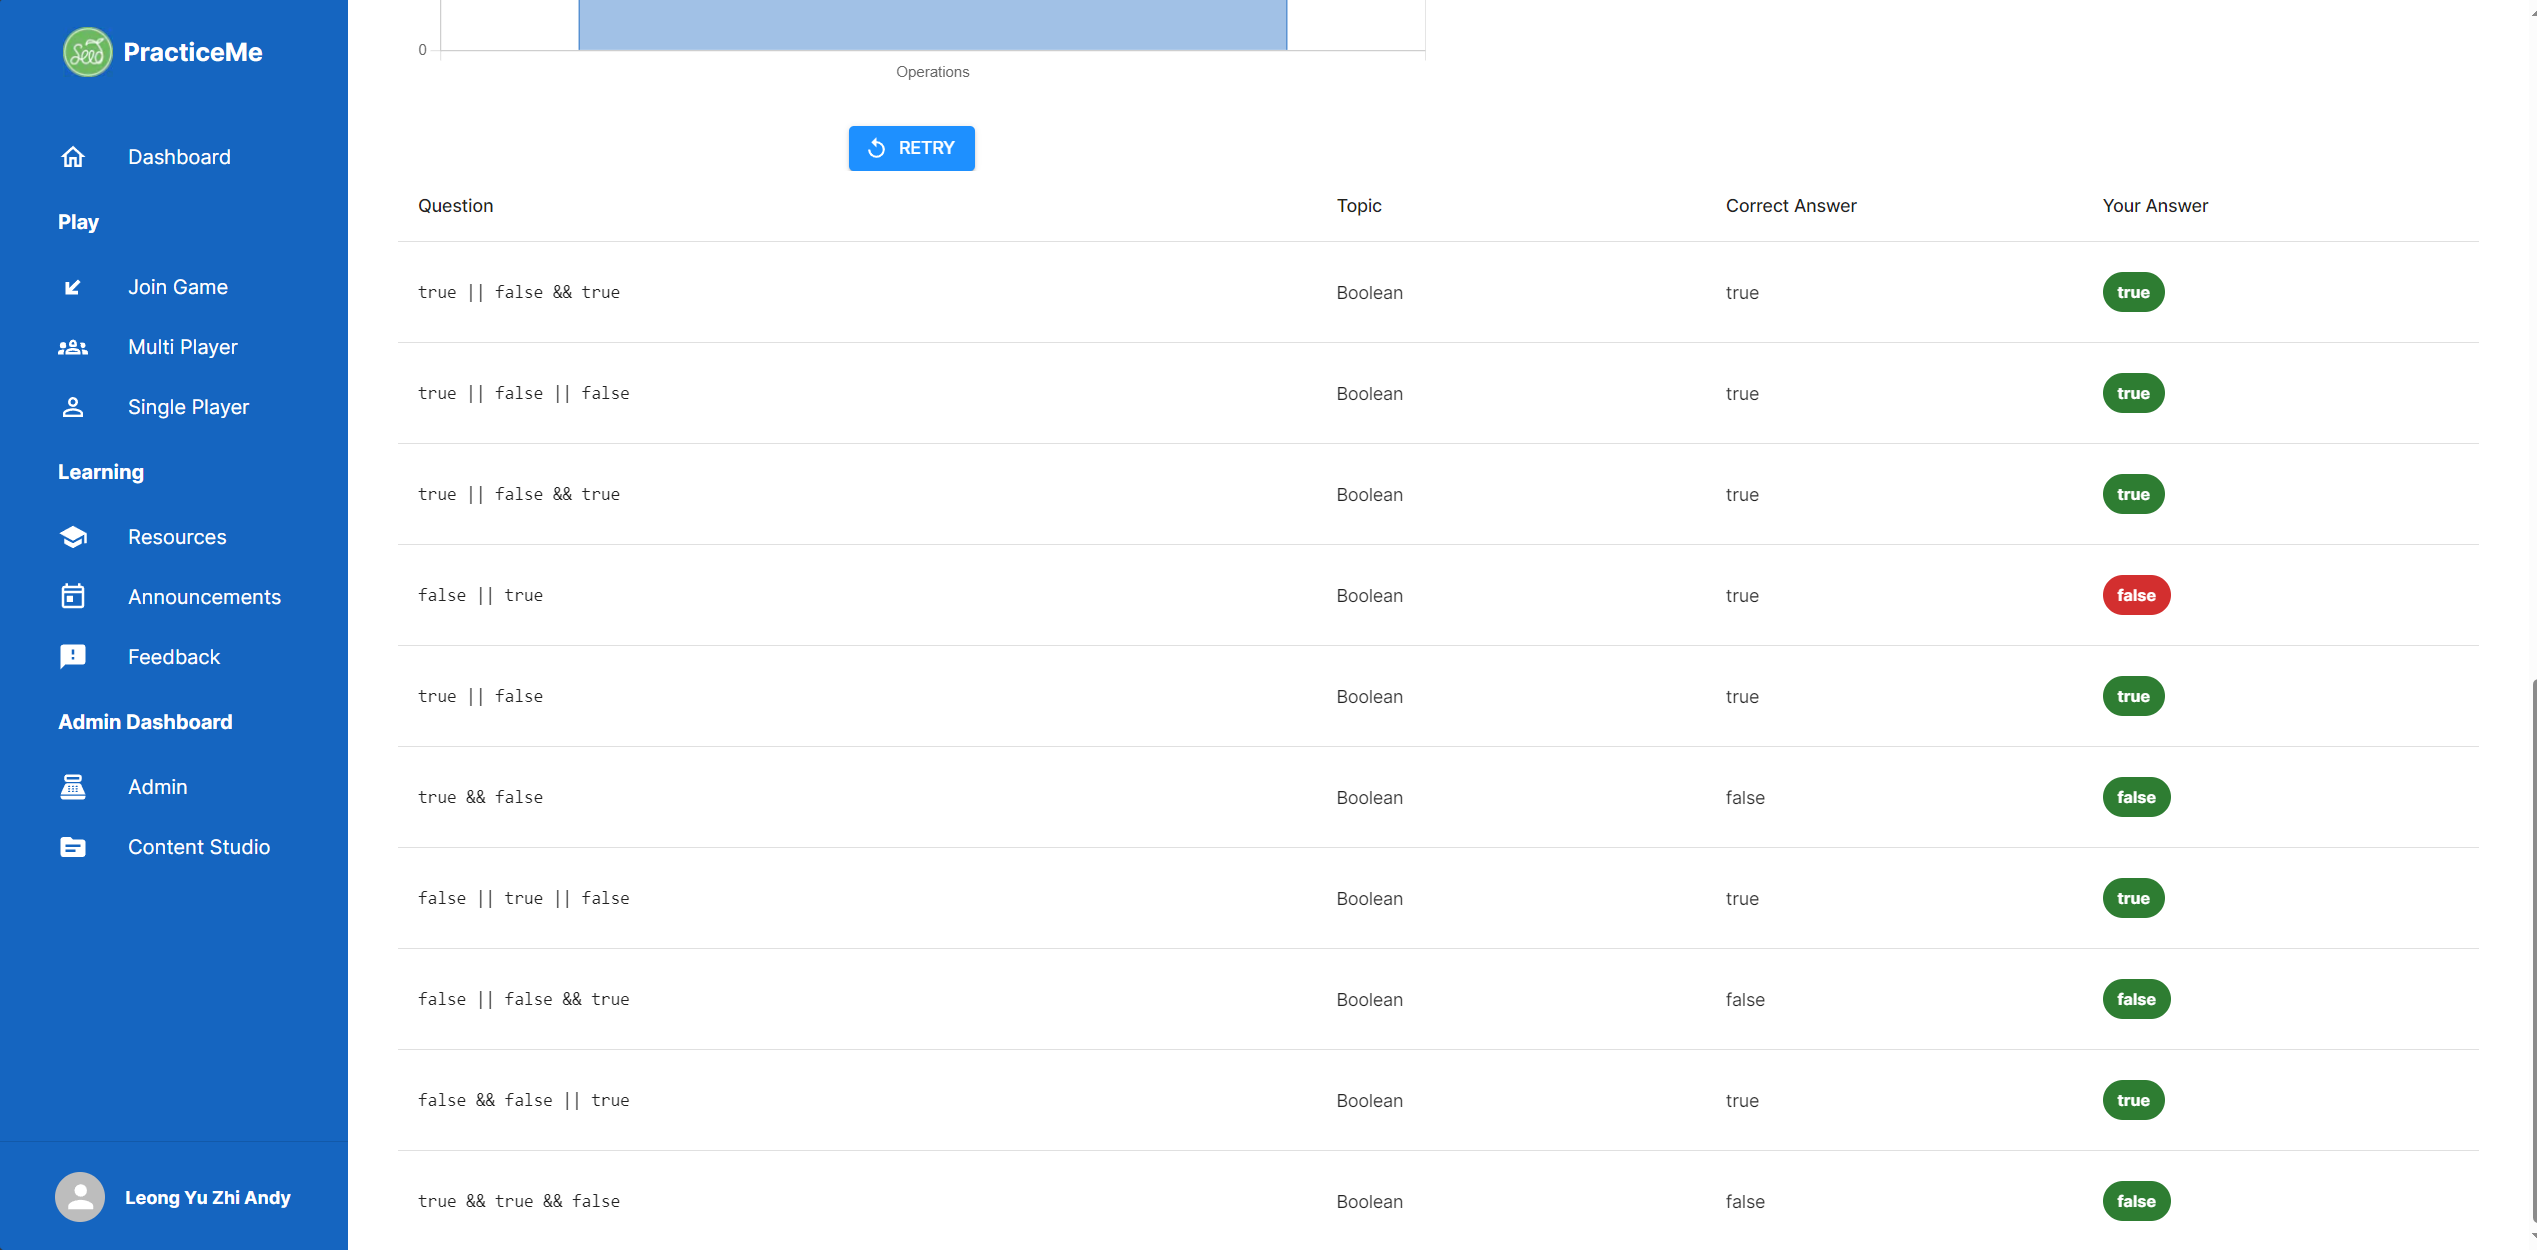 Seed PracticeMe
Dashboard
Play
Join Game
Multi Player
Single Player
Learning
Resources
Announcements
Feedback
Admin Dashboard
Admin
Content Studio
Leong Yu Zhi Andy
0
Operations
RETRY
Question Topic Correct Answer Your Answer
true || false && true Boolean true true
true || false || false Boolean true true
true || false && true Boolean true true
false || true Boolean true false
true || false Boolean true true
true && false Boolean false false
false || true || false Boolean true true
false || false && true Boolean false false
false && false || true Boolean true true
true && true && false Boolean false false